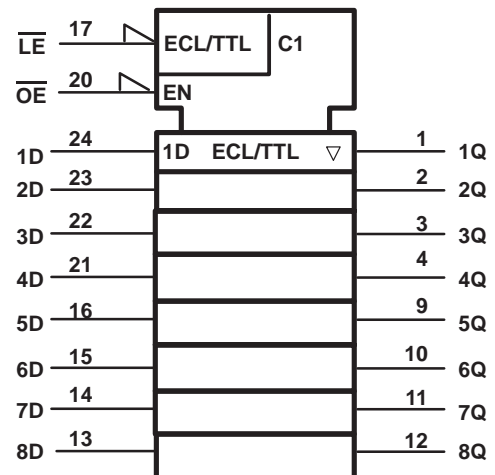 LE 17 ECL/TTL C1
OE 20 EN
1D 24 1D ECL/TTL ▽ 1 1Q
2D 23 2 2Q
3D 22 3 3Q
4D 21 4 4Q
5D 16 9 5Q
6D 15 10 6Q
7D 14 11 7Q
8D 13 12 8Q